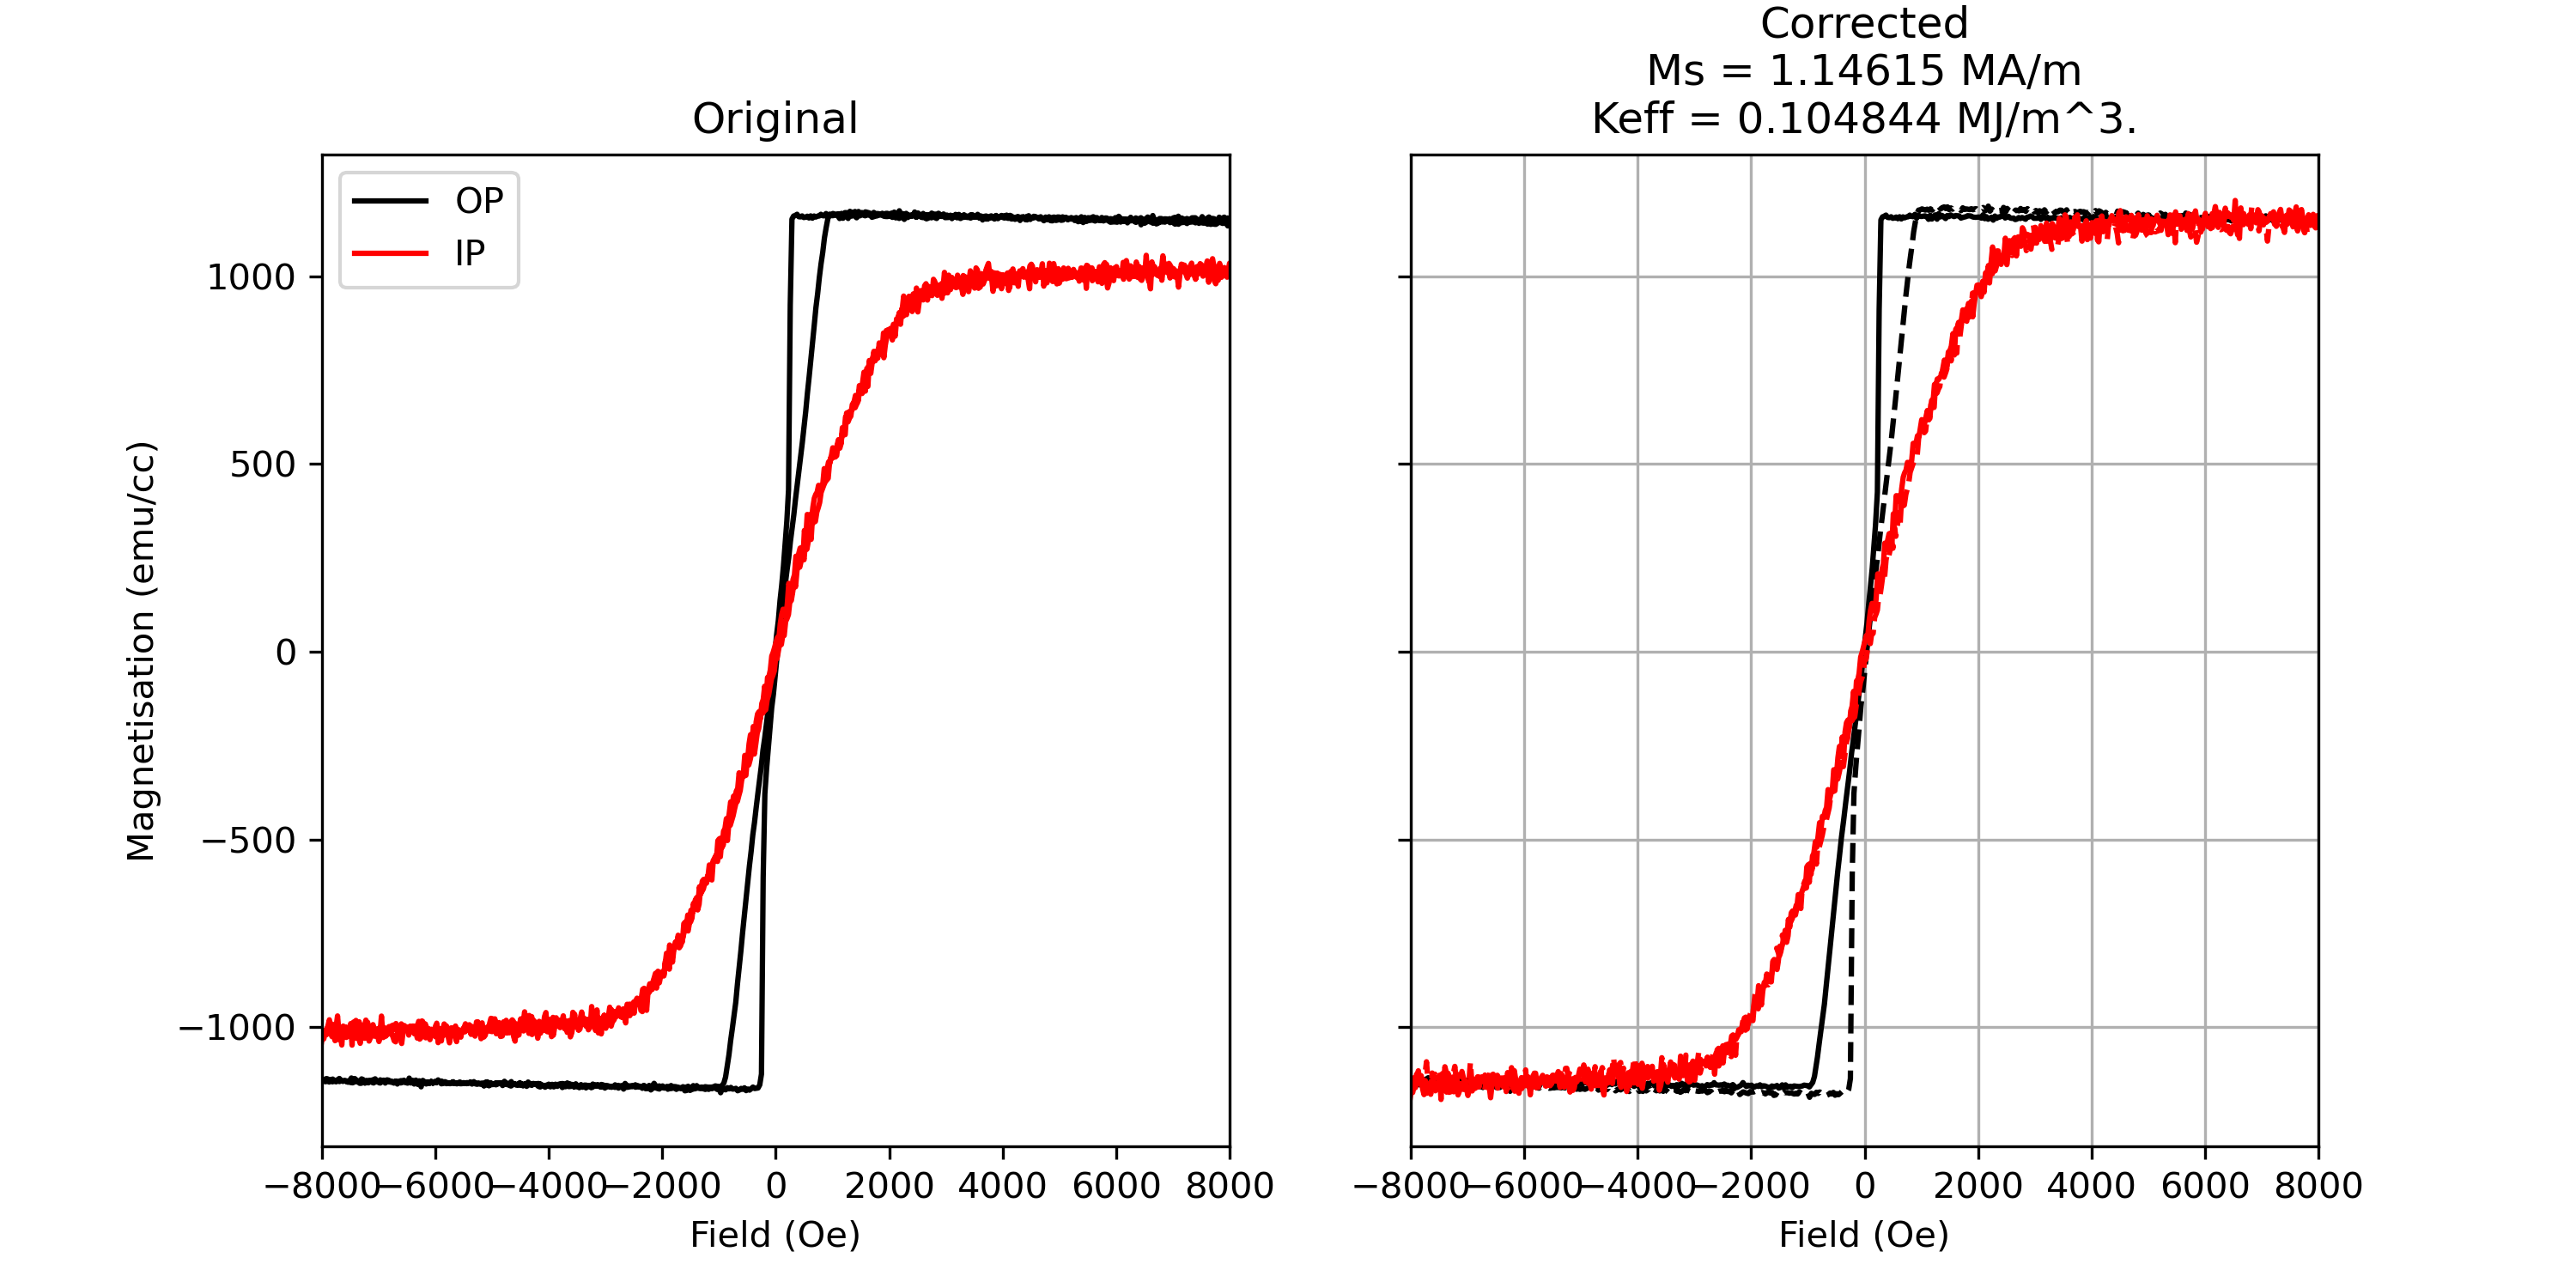 Original
OP
IP
1000
500
0
−500
−1000
Magnetisation (emu/cc)
−8000 −6000 −4000 −2000 0 2000 4000 6000 8000
Field (Oe)
Corrected
Ms = 1.14615 MA/m
Keff = 0.104844 MJ/m^3.
−8000 −6000 −4000 −2000 0 2000 4000 6000 8000
Field (Oe)